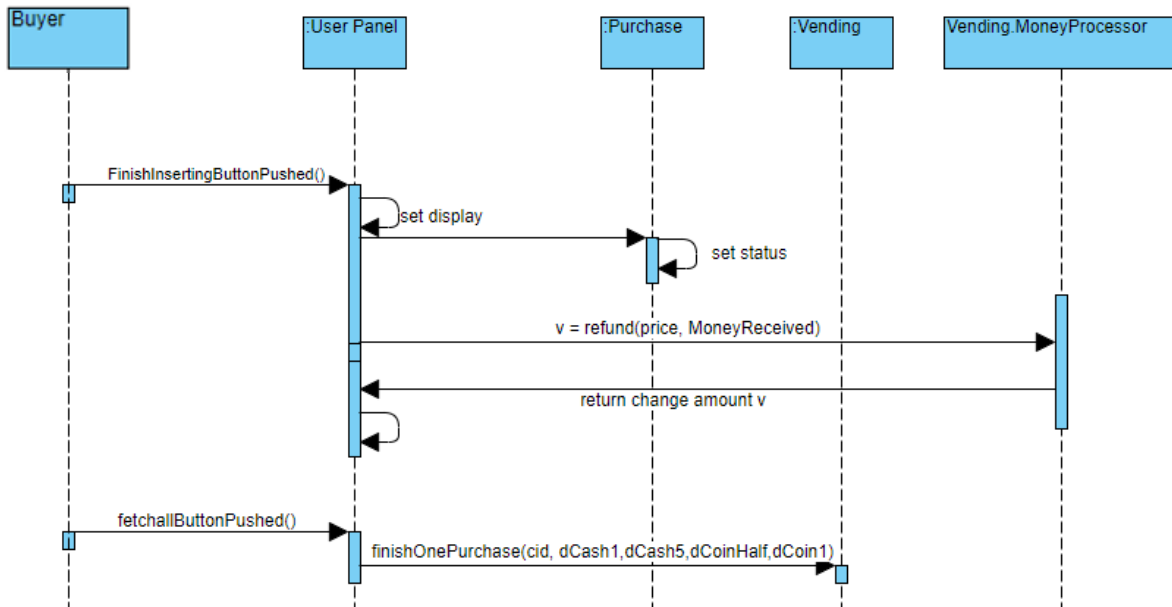 Buyer
:User Panel
:Purchase
:Vending
Vending.MoneyProcessor
FinishInsertingButtonPushed()
set display
set status
v = refund(price, MoneyReceived)
return change amount v
fetchallButtonPushed()
finishOnePurchase(cid, dCash1,dCash5,dCoinHalf,dCoin1)